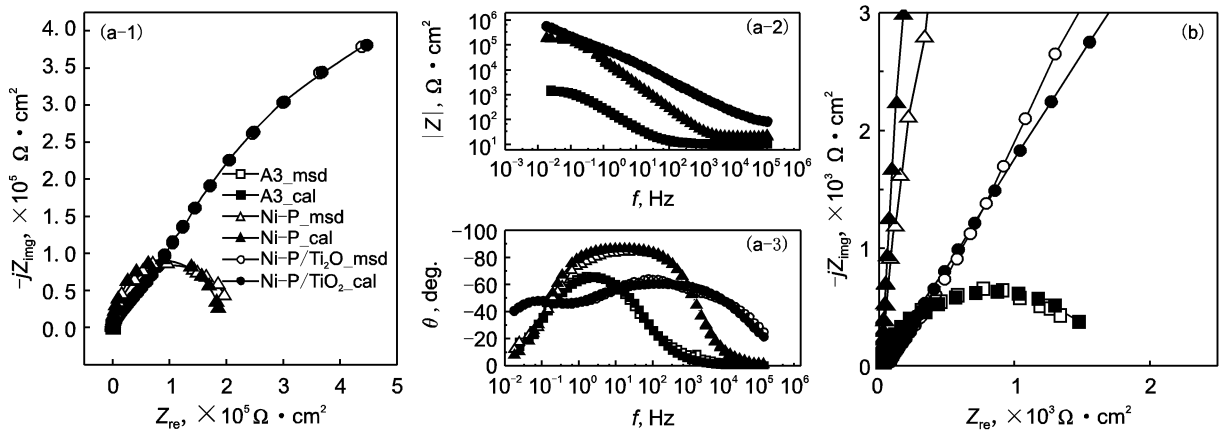 (a-1)
4.0
3.5
3.0
2.5
2.0
1.5
1.0
0.5
0.0
-jZimg, ×10⁵ Ω·cm²
A3_msd
A3_cal
Ni-P_msd
Ni-P_cal
Ni-P/Ti₂O_msd
Ni-P/TiO₂_cal
0 1 2 3 4 5
Zre, ×10⁵Ω·cm²
(a-2)
10⁶
10⁵
10⁴
10³
10²
10¹
|Z|, Ω·cm²
10⁻³ 10⁻² 10⁻¹ 10⁰ 10¹ 10² 10³ 10⁴ 10⁵ 10⁶
f, Hz
(a-3)
-100
-80
-60
-40
-20
0
θ, deg.
10⁻² 10⁻¹ 10⁰ 10¹ 10² 10³ 10⁴ 10⁵ 10⁶
f, Hz
(b)
3
2
1
0
-jZimg, ×10³ Ω·cm²
0 1 2
Zre, ×10³Ω·cm²